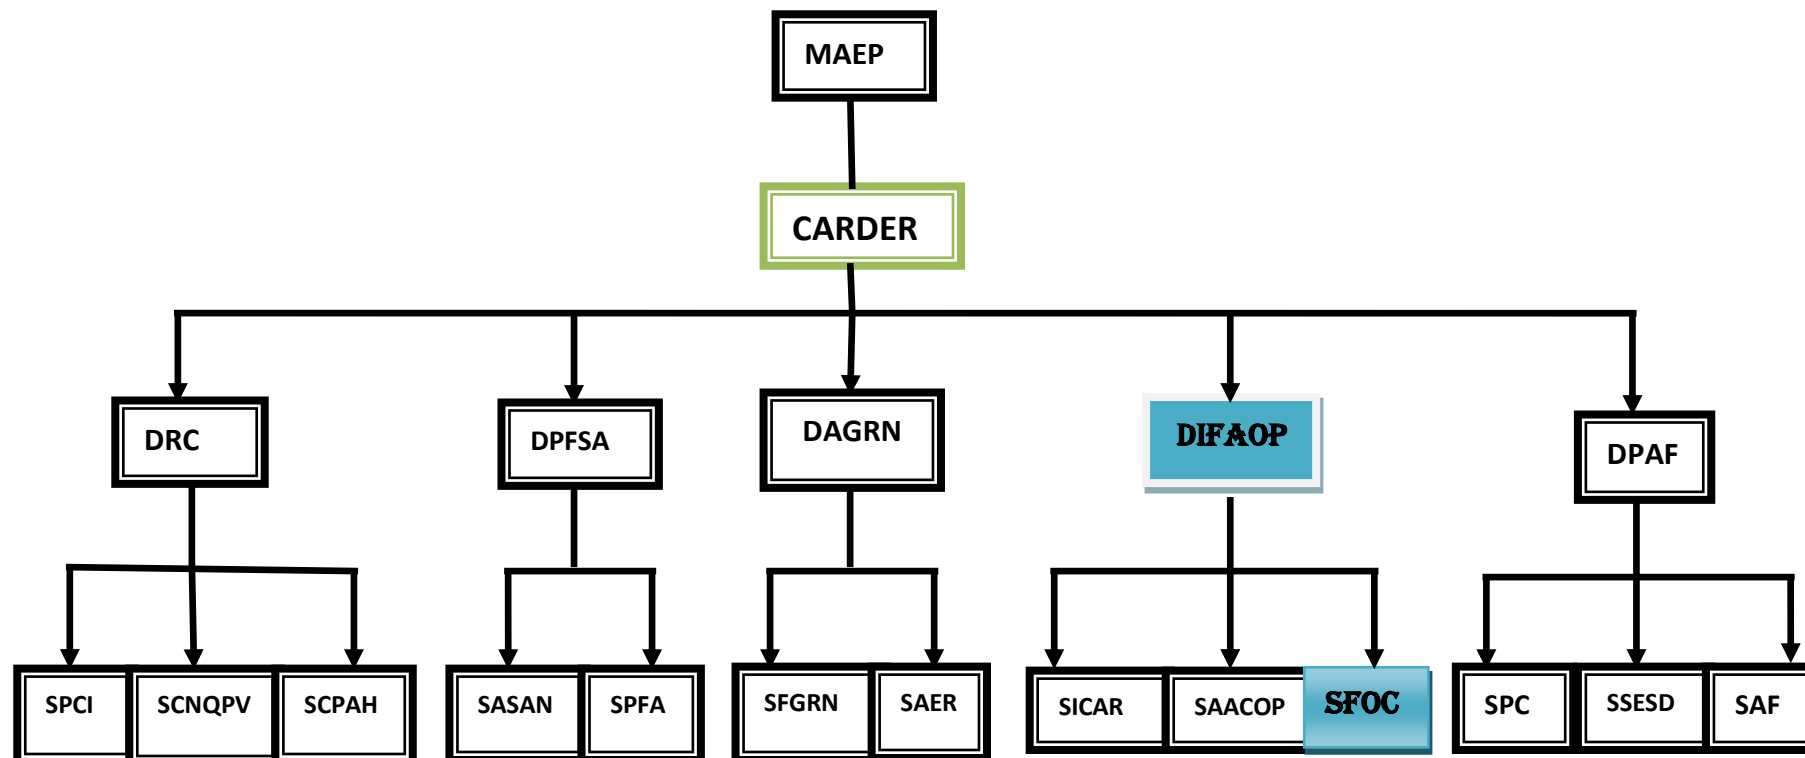 MAEP
CARDER
DRC
DPFSA
DAGRN
DIFAOP
DPAF
SPCI
SCNQPV
SCPAH
SASAN
SPFA
SFGRN
SAER
SICAR
SAACOP
SFOC
SPC
SSESD
SAF